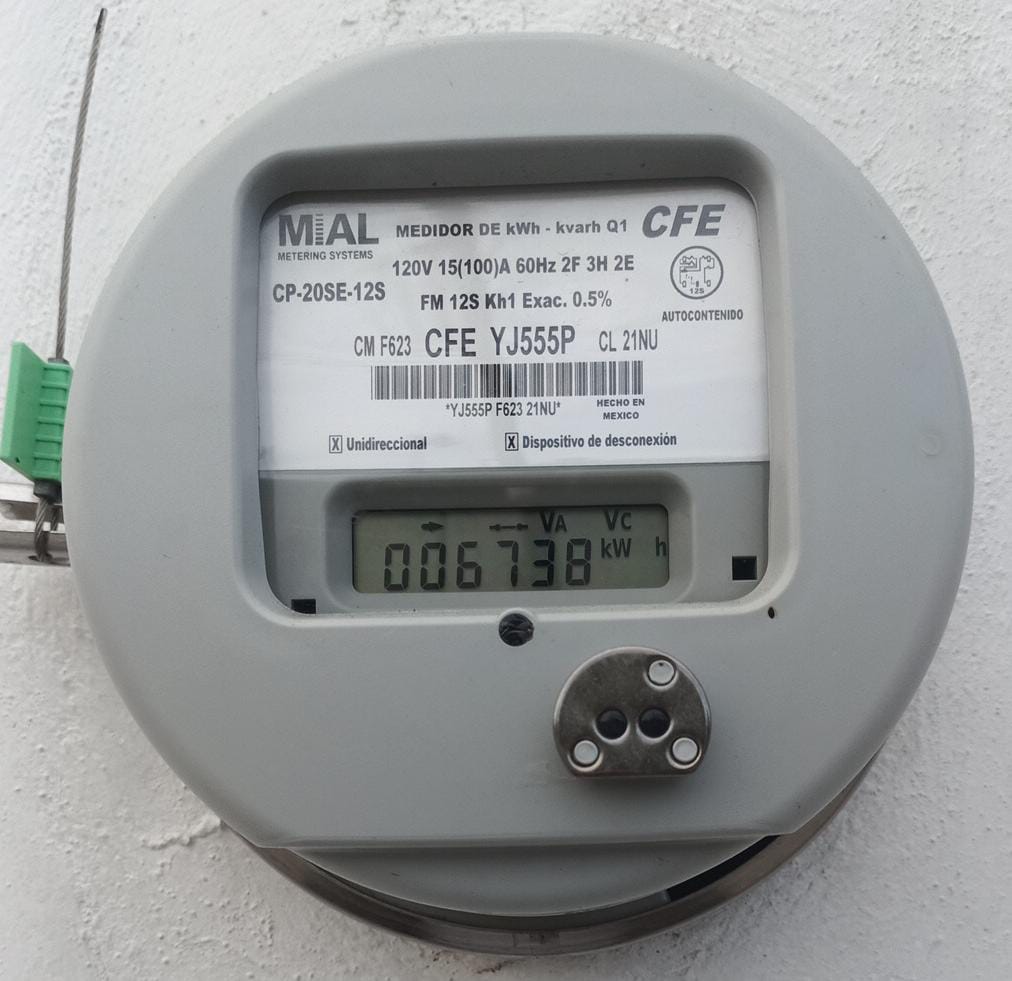 MIAL
METERING SYSTEMS
MEDIDOR DE kWh - kvarh Q1
CFE
120V 15(100)A 60Hz 2F 3H 2E
CP-20SE-12S
FM 12S Kh1 Exac. 0.5%
12S
AUTOCONTENIDO
CM F623 CFE YJ555P CL 21NU
*YJ555P F623 21NU*
HECHO EN
MEXICO
X Unidireccional
X Dispositivo de desconexión
VA VC
006738 kW h